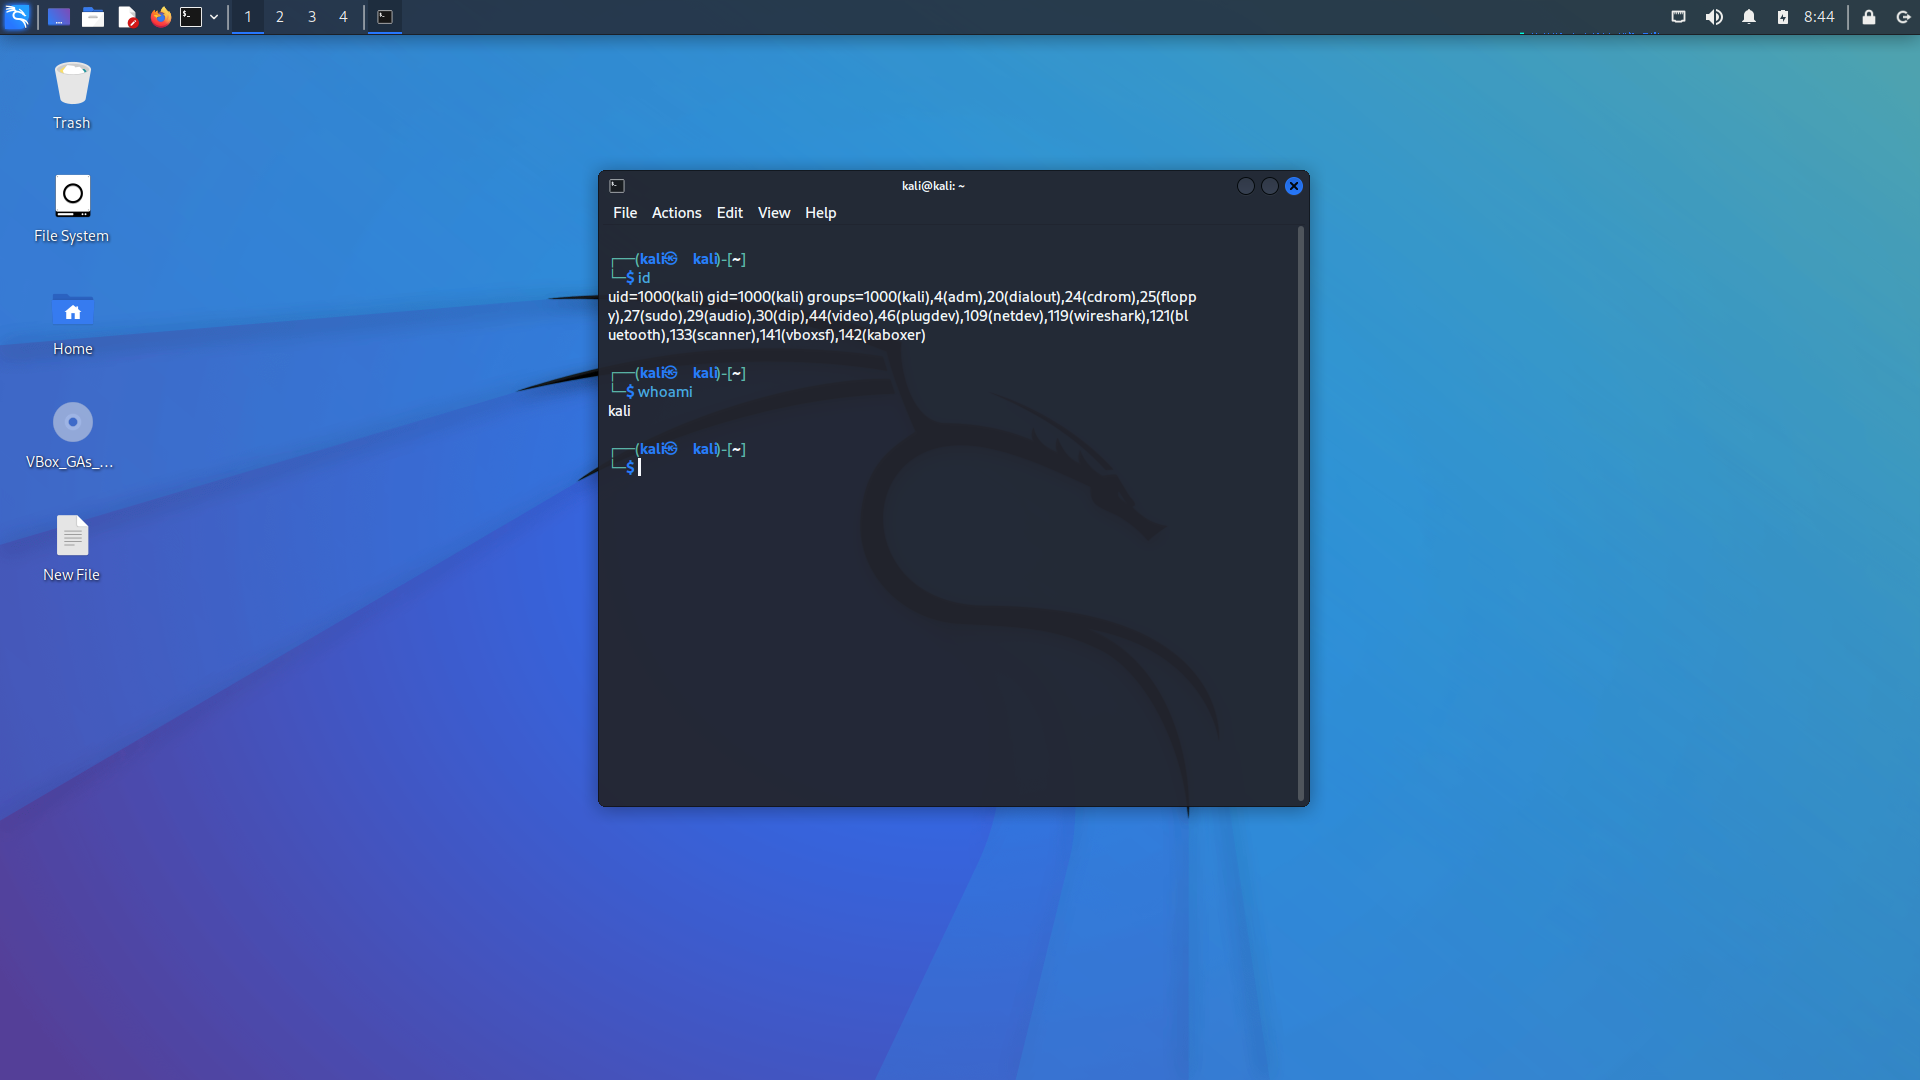 1 2 3 4
8:44
Trash
File System
Home
VBox_GAs_...
New File
kali@kali: ~
File Actions Edit View Help
┌──(kali㉿kali)-[~]
└─$ id
uid=1000(kali) gid=1000(kali) groups=1000(kali),4(adm),20(dialout),24(cdrom),25(flopp
y),27(sudo),29(audio),30(dip),44(video),46(plugdev),109(netdev),119(wireshark),121(bl
uetooth),133(scanner),141(vboxsf),142(kaboxer)
┌──(kali㉿kali)-[~]
└─$ whoami
kali
┌──(kali㉿kali)-[~]
└─$